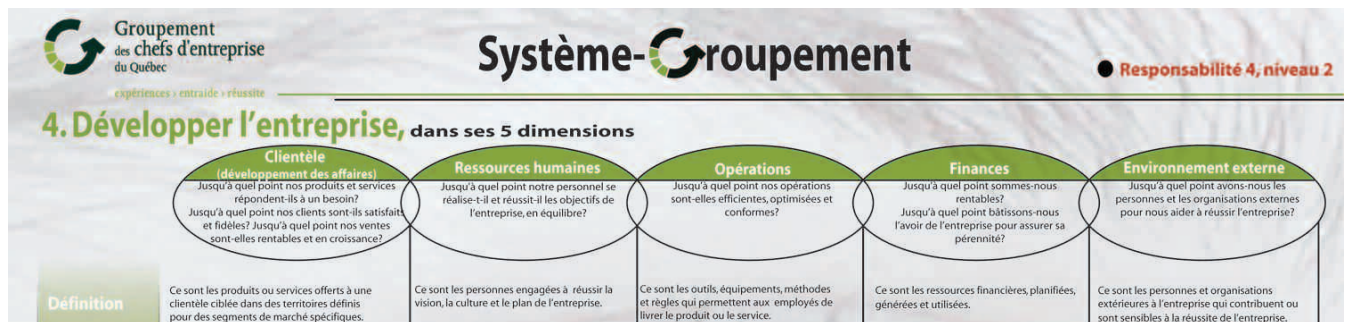 Groupement
des chefs d'entreprise
du Québec
expériences › entraide › réussite
Système-Groupement
Responsabilité 4, niveau 2
4. Développer l'entreprise, dans ses 5 dimensions
Clientèle
(développement des affaires)
Jusqu'à quel point nos produits et services
répondent-ils à un besoin?
Jusqu'à quel point nos clients sont-ils satisfaits
et fidèles? Jusqu'à quel point nos ventes
sont-elles rentables et en croissance?
Ressources humaines
Jusqu'à quel point notre personnel se
réalise-t-il et réussit-il les objectifs de
l'entreprise, en équilibre?
Opérations
Jusqu'à quel point nos opérations
sont-elles efficientes, optimisées et
conformes?
Finances
Jusqu'à quel point sommes-nous
rentables?
Jusqu'à quel point bâtissons-nous
l'avoir de l'entreprise pour assurer sa
pérennité?
Environnement externe
Jusqu'à quel point avons-nous les
personnes et les organisations externes
pour nous aider à réussir l'entreprise?
Définition
Ce sont les produits ou services offerts à une
clientèle ciblée dans des territoires définis
pour des segments de marché spécifiques.
Ce sont les personnes engagées à réussir la
vision, la culture et le plan de l'entreprise.
Ce sont les outils, équipements, méthodes
et règles qui permettent aux employés de
livrer le produit ou le service.
Ce sont les ressources financières, planifiées,
générées et utilisées.
Ce sont les personnes et organisations
extérieures à l'entreprise qui contribuent ou
sont sensibles à la réussite de l'entreprise.